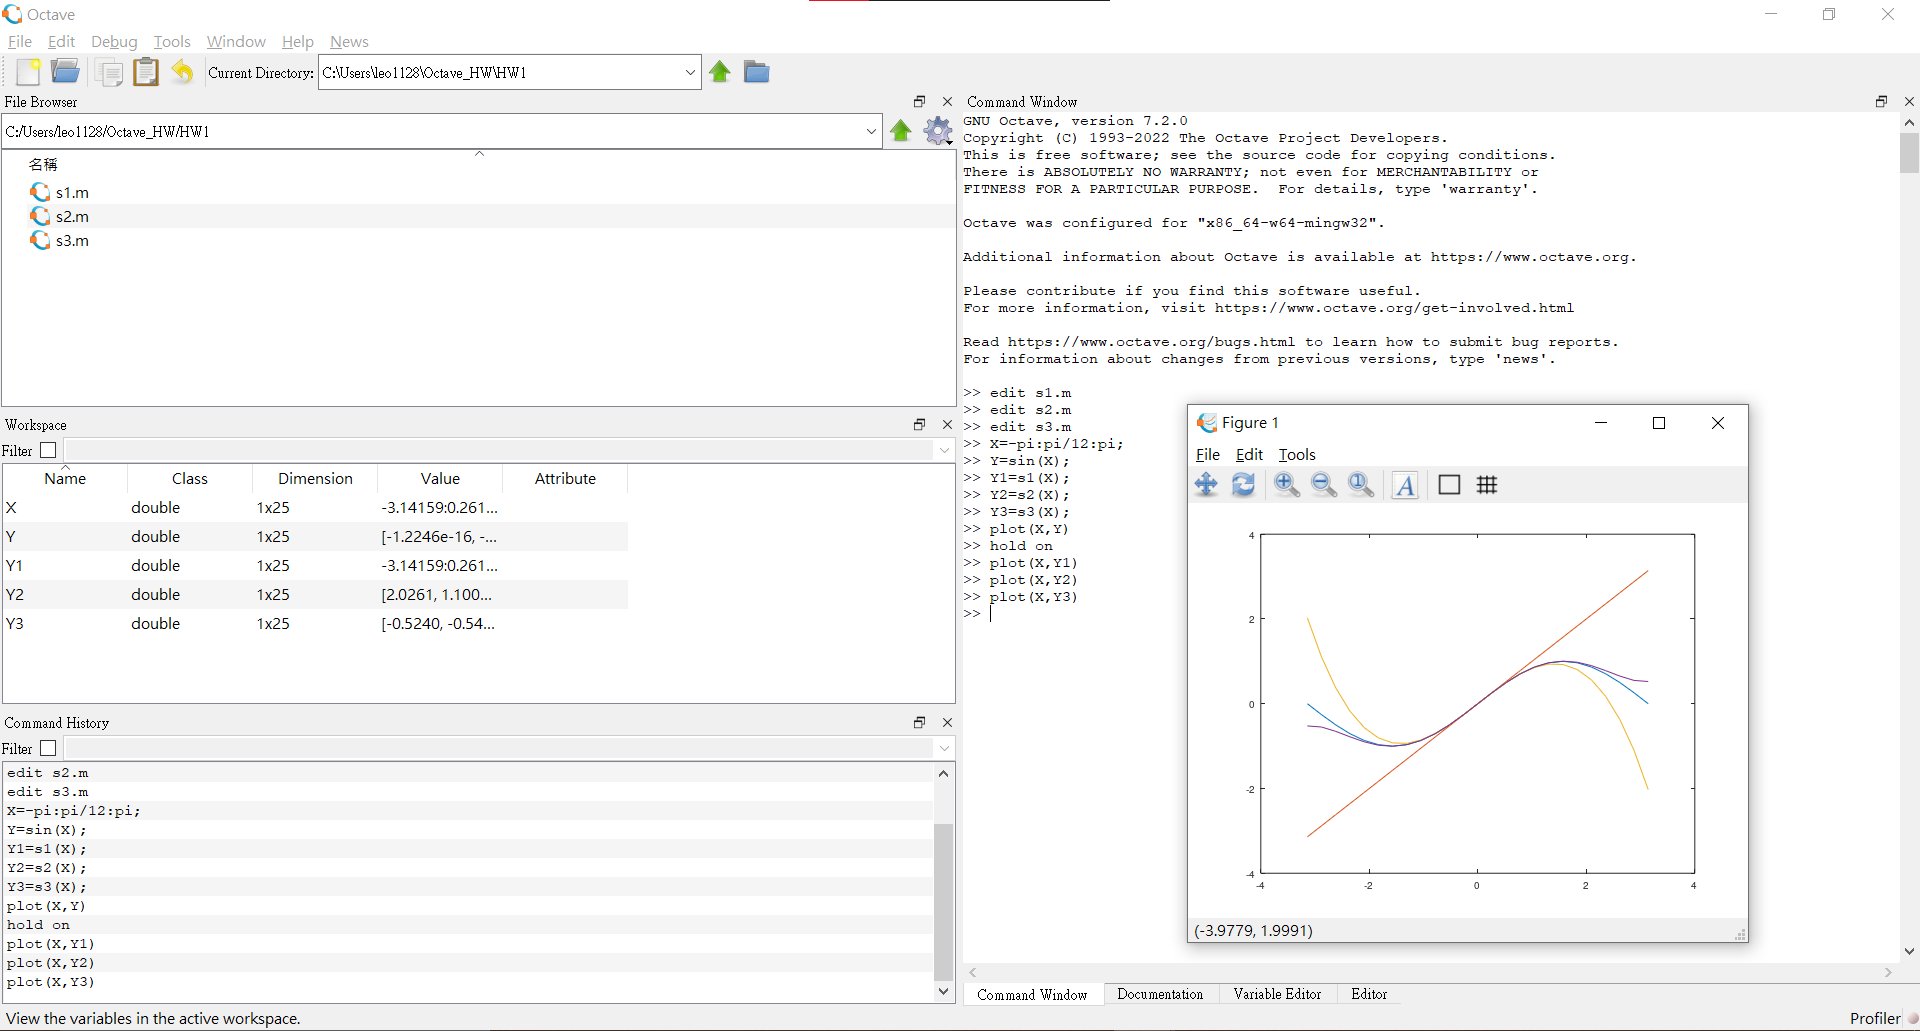 Octave
File Edit Debug Tools Window Help News
Current Directory: C:\Users\leo1128\Octave_HW\HW1
File Browser
C:/Users/leo1128/Octave_HW/HW1
名稱
s1.m
s2.m
s3.m
Workspace
Filter
Name Class Dimension Value Attribute
X double 1x25 -3.14159:0.261...
Y double 1x25 [-1.2246e-16, -...
Y1 double 1x25 -3.14159:0.261...
Y2 double 1x25 [2.0261, 1.100...
Y3 double 1x25 [-0.5240, -0.54...
Command History
Filter
edit s2.m
edit s3.m
X=-pi:pi/12:pi;
Y=sin(X);
Y1=s1(X);
Y2=s2(X);
Y3=s3(X);
plot(X,Y)
hold on
plot(X,Y1)
plot(X,Y2)
plot(X,Y3)
View the variables in the active workspace.
Command Window
GNU Octave, version 7.2.0
Copyright (C) 1993-2022 The Octave Project Developers.
This is free software; see the source code for copying conditions.
There is ABSOLUTELY NO WARRANTY; not even for MERCHANTABILITY or
FITNESS FOR A PARTICULAR PURPOSE.  For details, type 'warranty'.
Octave was configured for "x86_64-w64-mingw32".
Additional information about Octave is available at https://www.octave.org.
Please contribute if you find this software useful.
For more information, visit https://www.octave.org/get-involved.html
Read https://www.octave.org/bugs.html to learn how to submit bug reports.
For information about changes from previous versions, type 'news'.
>> edit s1.m
>> edit s2.m
>> edit s3.m
>> X=-pi:pi/12:pi;
>> Y=sin(X);
>> Y1=s1(X);
>> Y2=s2(X);
>> Y3=s3(X);
>> plot(X,Y)
>> hold on
>> plot(X,Y1)
>> plot(X,Y2)
>> plot(X,Y3)
>>
Figure 1
File Edit Tools
A
4
2
0
-2
-4
-4 -2 0 2 4
(-3.9779, 1.9991)
Command Window Documentation Variable Editor Editor
Profiler